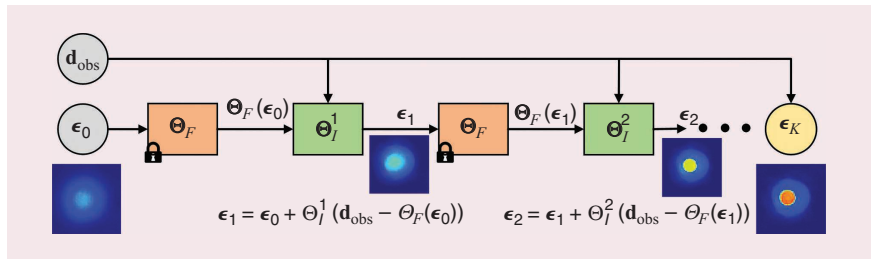 d_obs
ϵ_0 Θ_F Θ_F(ϵ_0) Θ_I^1 ϵ_1 Θ_F Θ_F(ϵ_1) Θ_I^2 ϵ_2 • • • ϵ_K
ϵ_1 = ϵ_0 + Θ_I^1 (d_obs − Θ_F(ϵ_0)) ϵ_2 = ϵ_1 + Θ_I^2 (d_obs − Θ_F(ϵ_1))